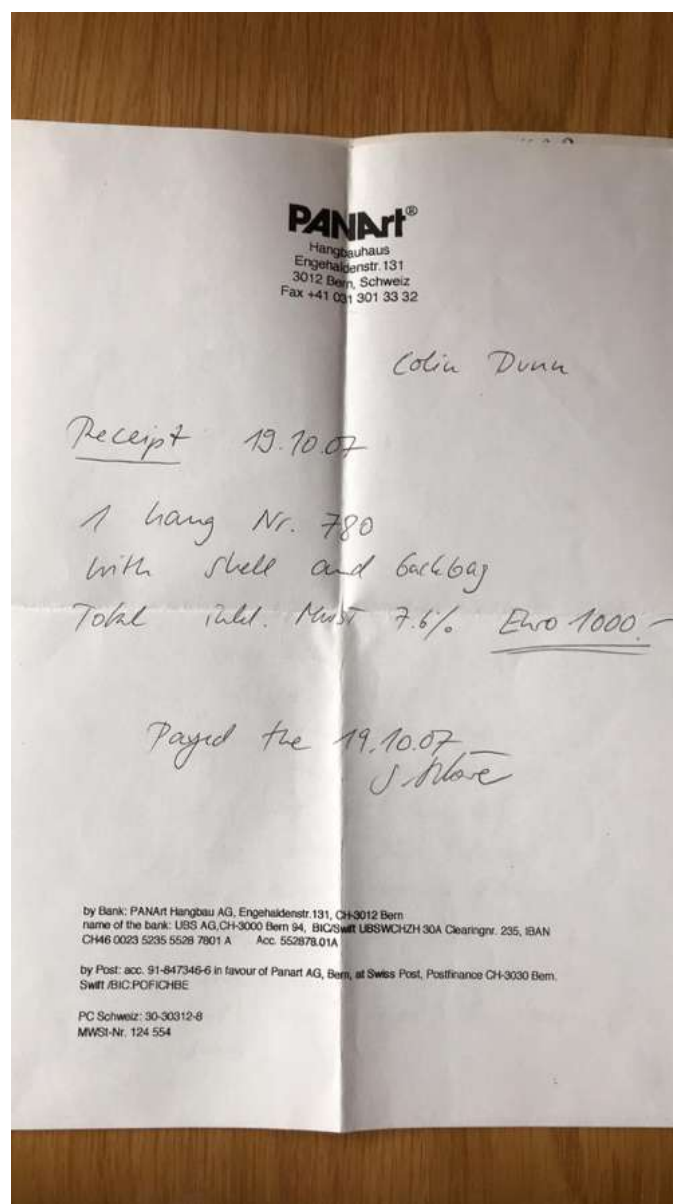 PANArt®
Hangbauhaus
Engehaldenstr.131
3012 Bern, Schweiz
Fax +41 031 301 33 32
Colin Dunn
Receipt 19.10.07
1 hang Nr. 780
with shell and backbag
Total inkl. MwST 7.6% Euro 1000.-
Payed the 19.10.07
by Bank: PANArt Hangbau AG, Engehaldenstr.131, CH-3012 Bern
name of the bank: UBS AG,CH-3000 Bern 94, BIC/Swift UBSWCHZH 30A Clearingnr. 235, IBAN
CH46 0023 5235 5528 7801 A Acc. 552878.01A
by Post: acc. 91-847346-6 in favour of Panart AG, Bern, at Swiss Post, Postfinance CH-3030 Bern.
Swift /BIC:POFICHBE
PC Schweiz: 30-30312-8
MWSt-Nr. 124 554